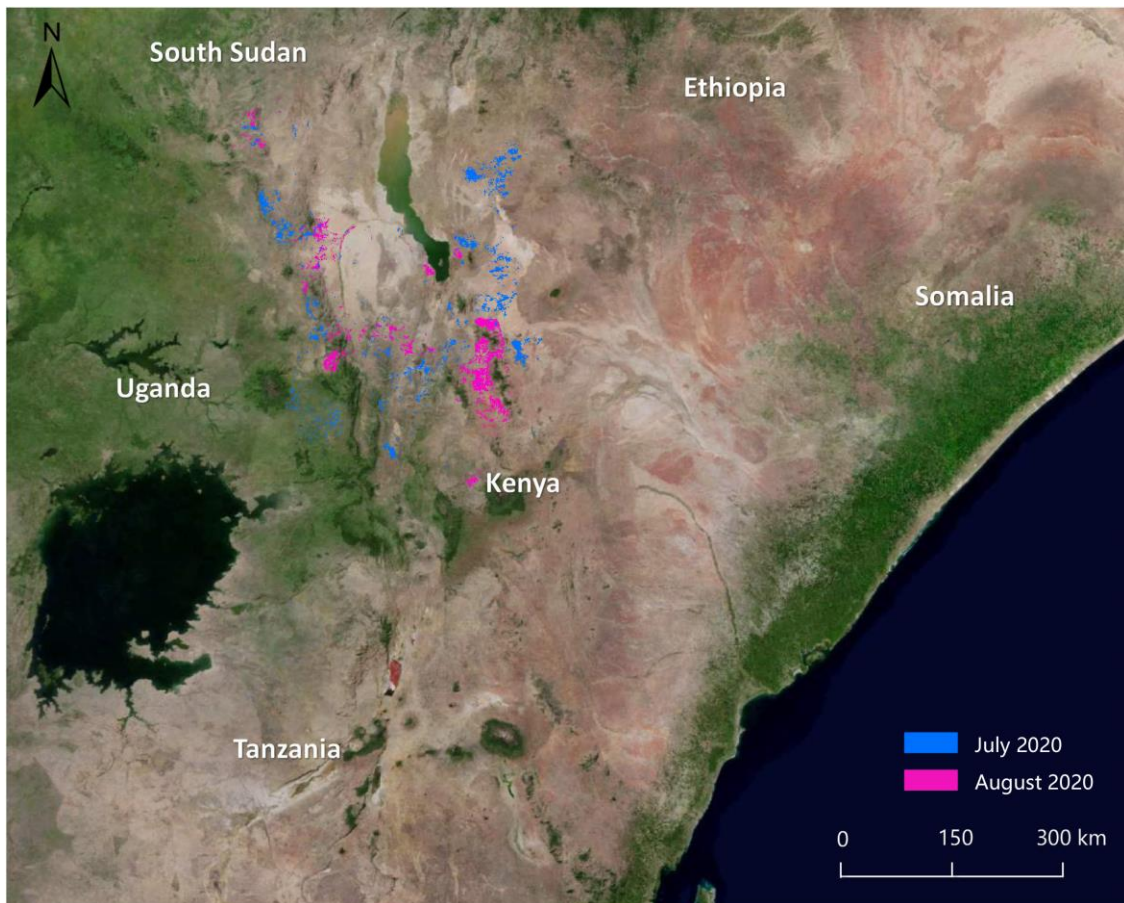 N
South Sudan
Ethiopia
Somalia
Uganda
Kenya
Tanzania
July 2020
August 2020
0 150 300 km